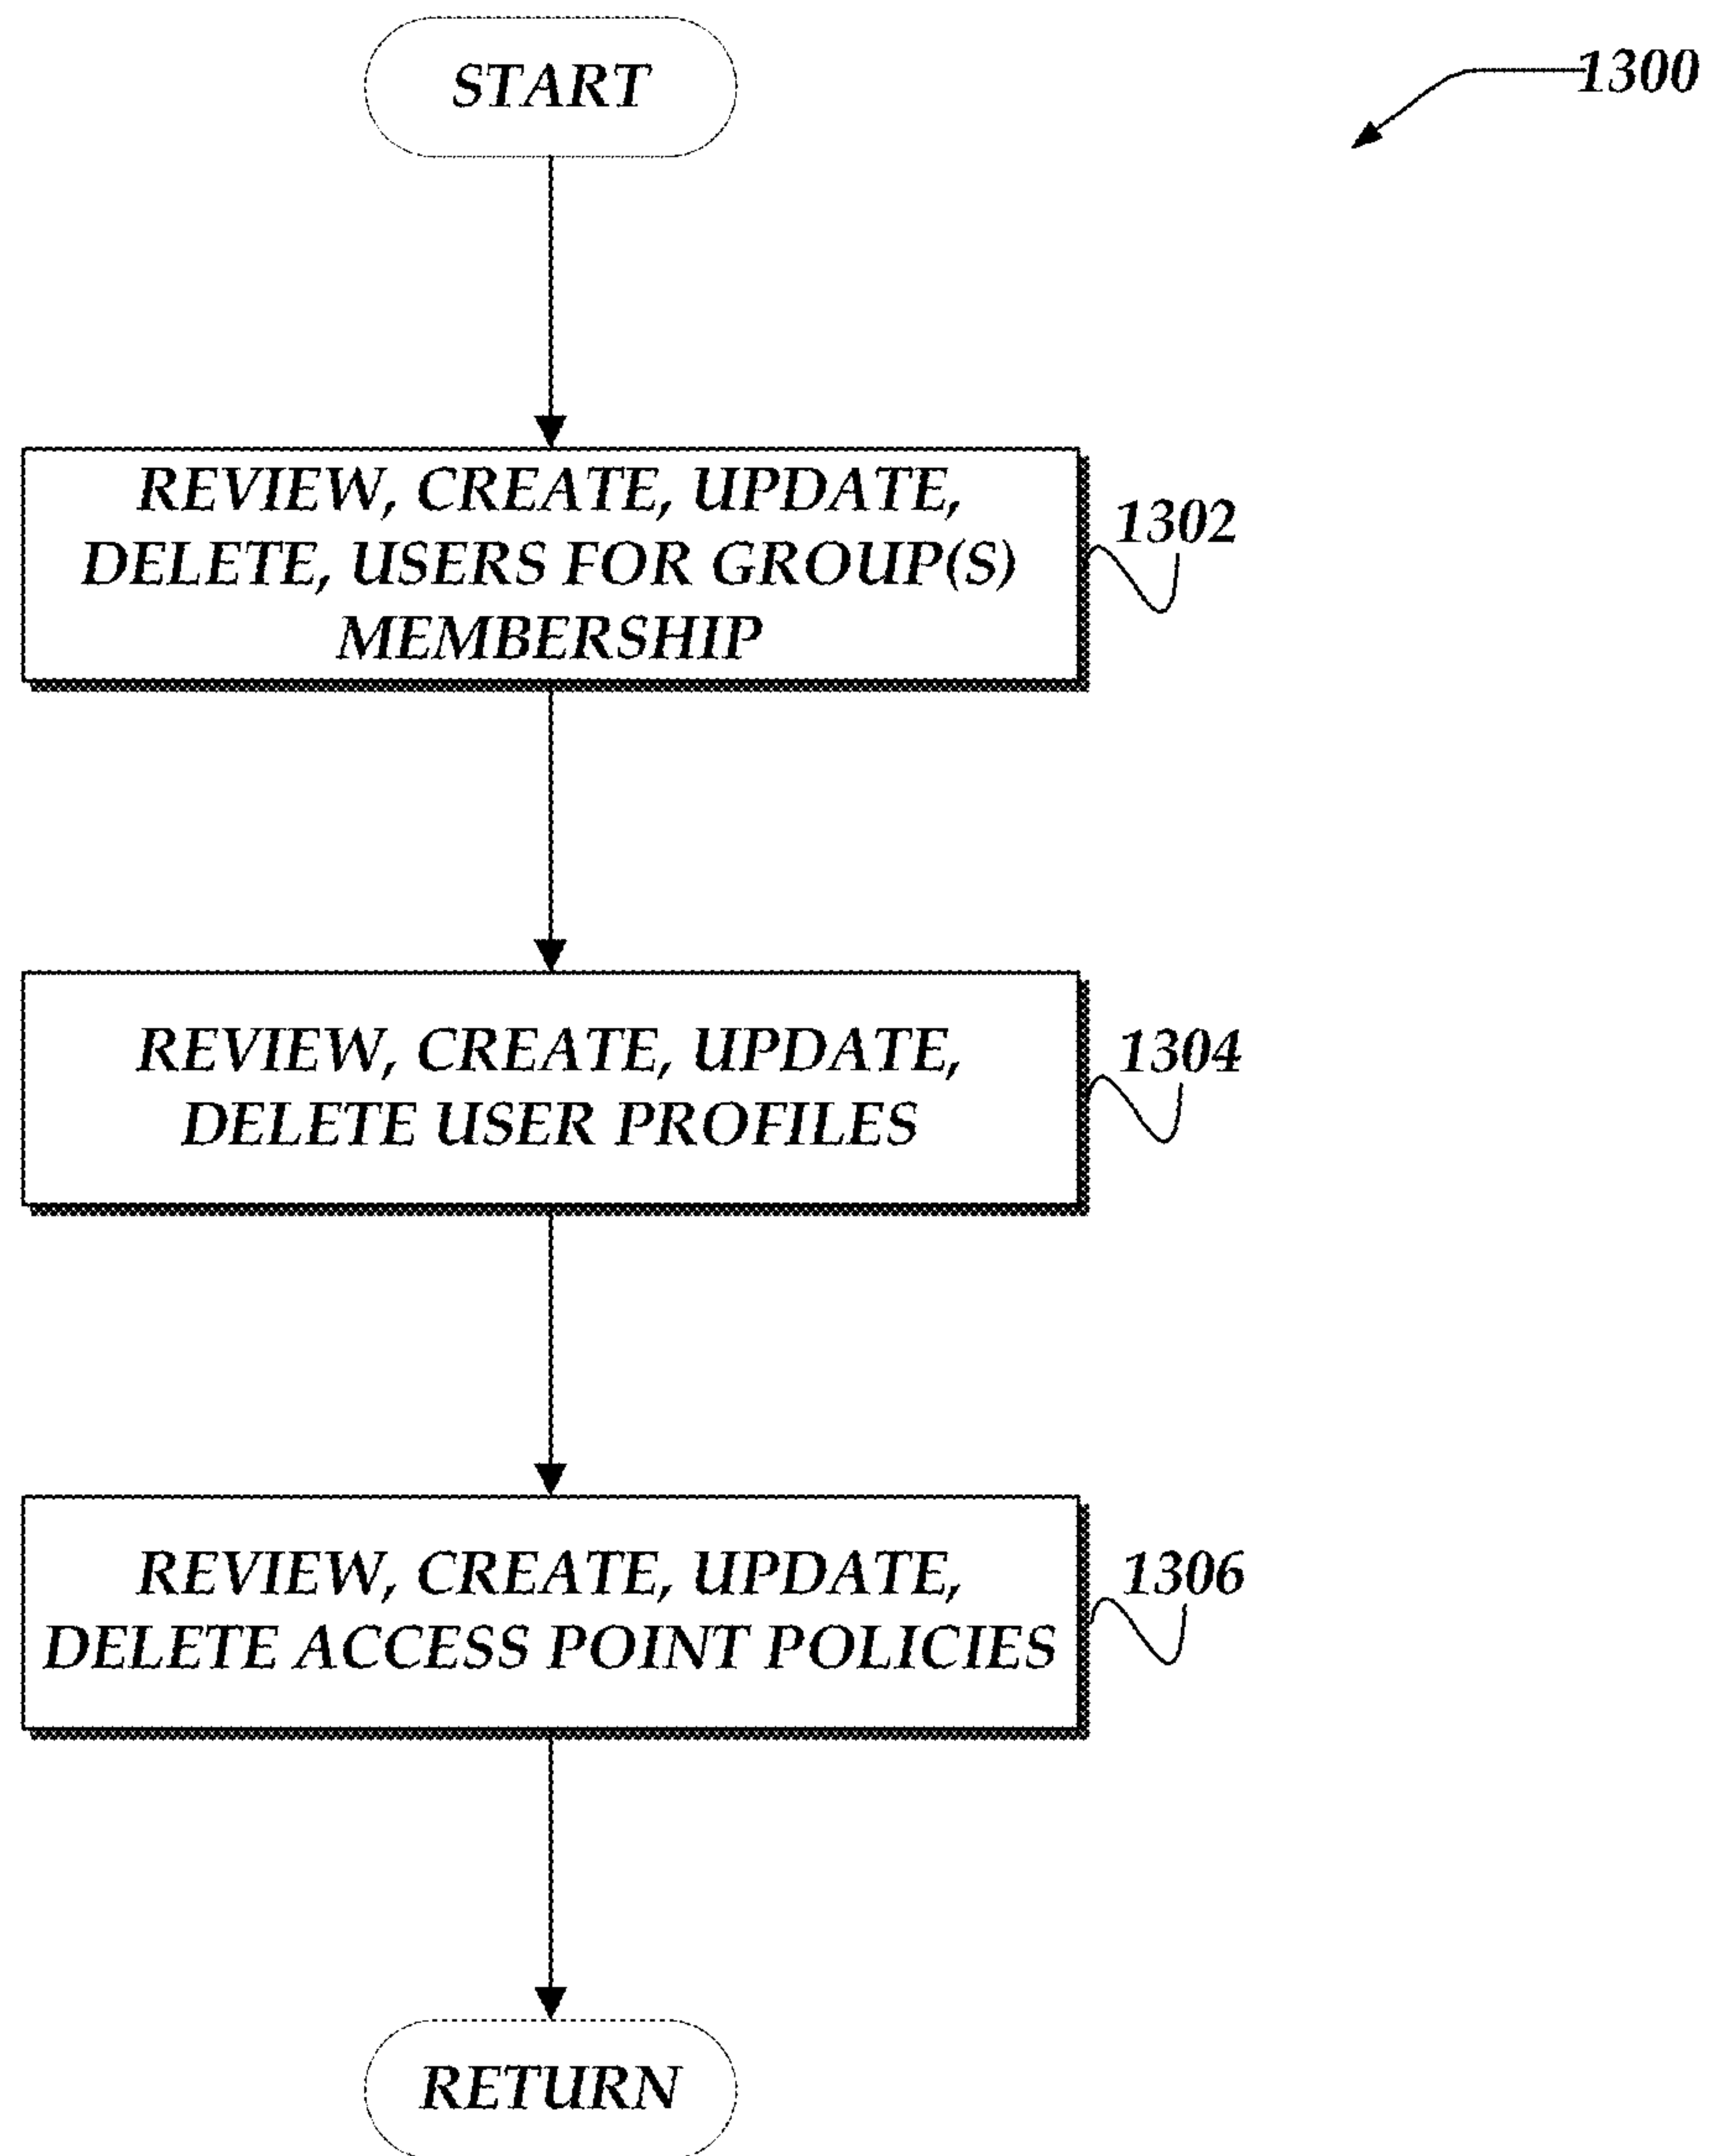 START
1300
REVIEW, CREATE, UPDATE,
DELETE, USERS FOR GROUP(S)
MEMBERSHIP
1302
REVIEW, CREATE, UPDATE,
DELETE USER PROFILES
1304
REVIEW, CREATE, UPDATE,
DELETE ACCESS POINT POLICIES
1306
RETURN